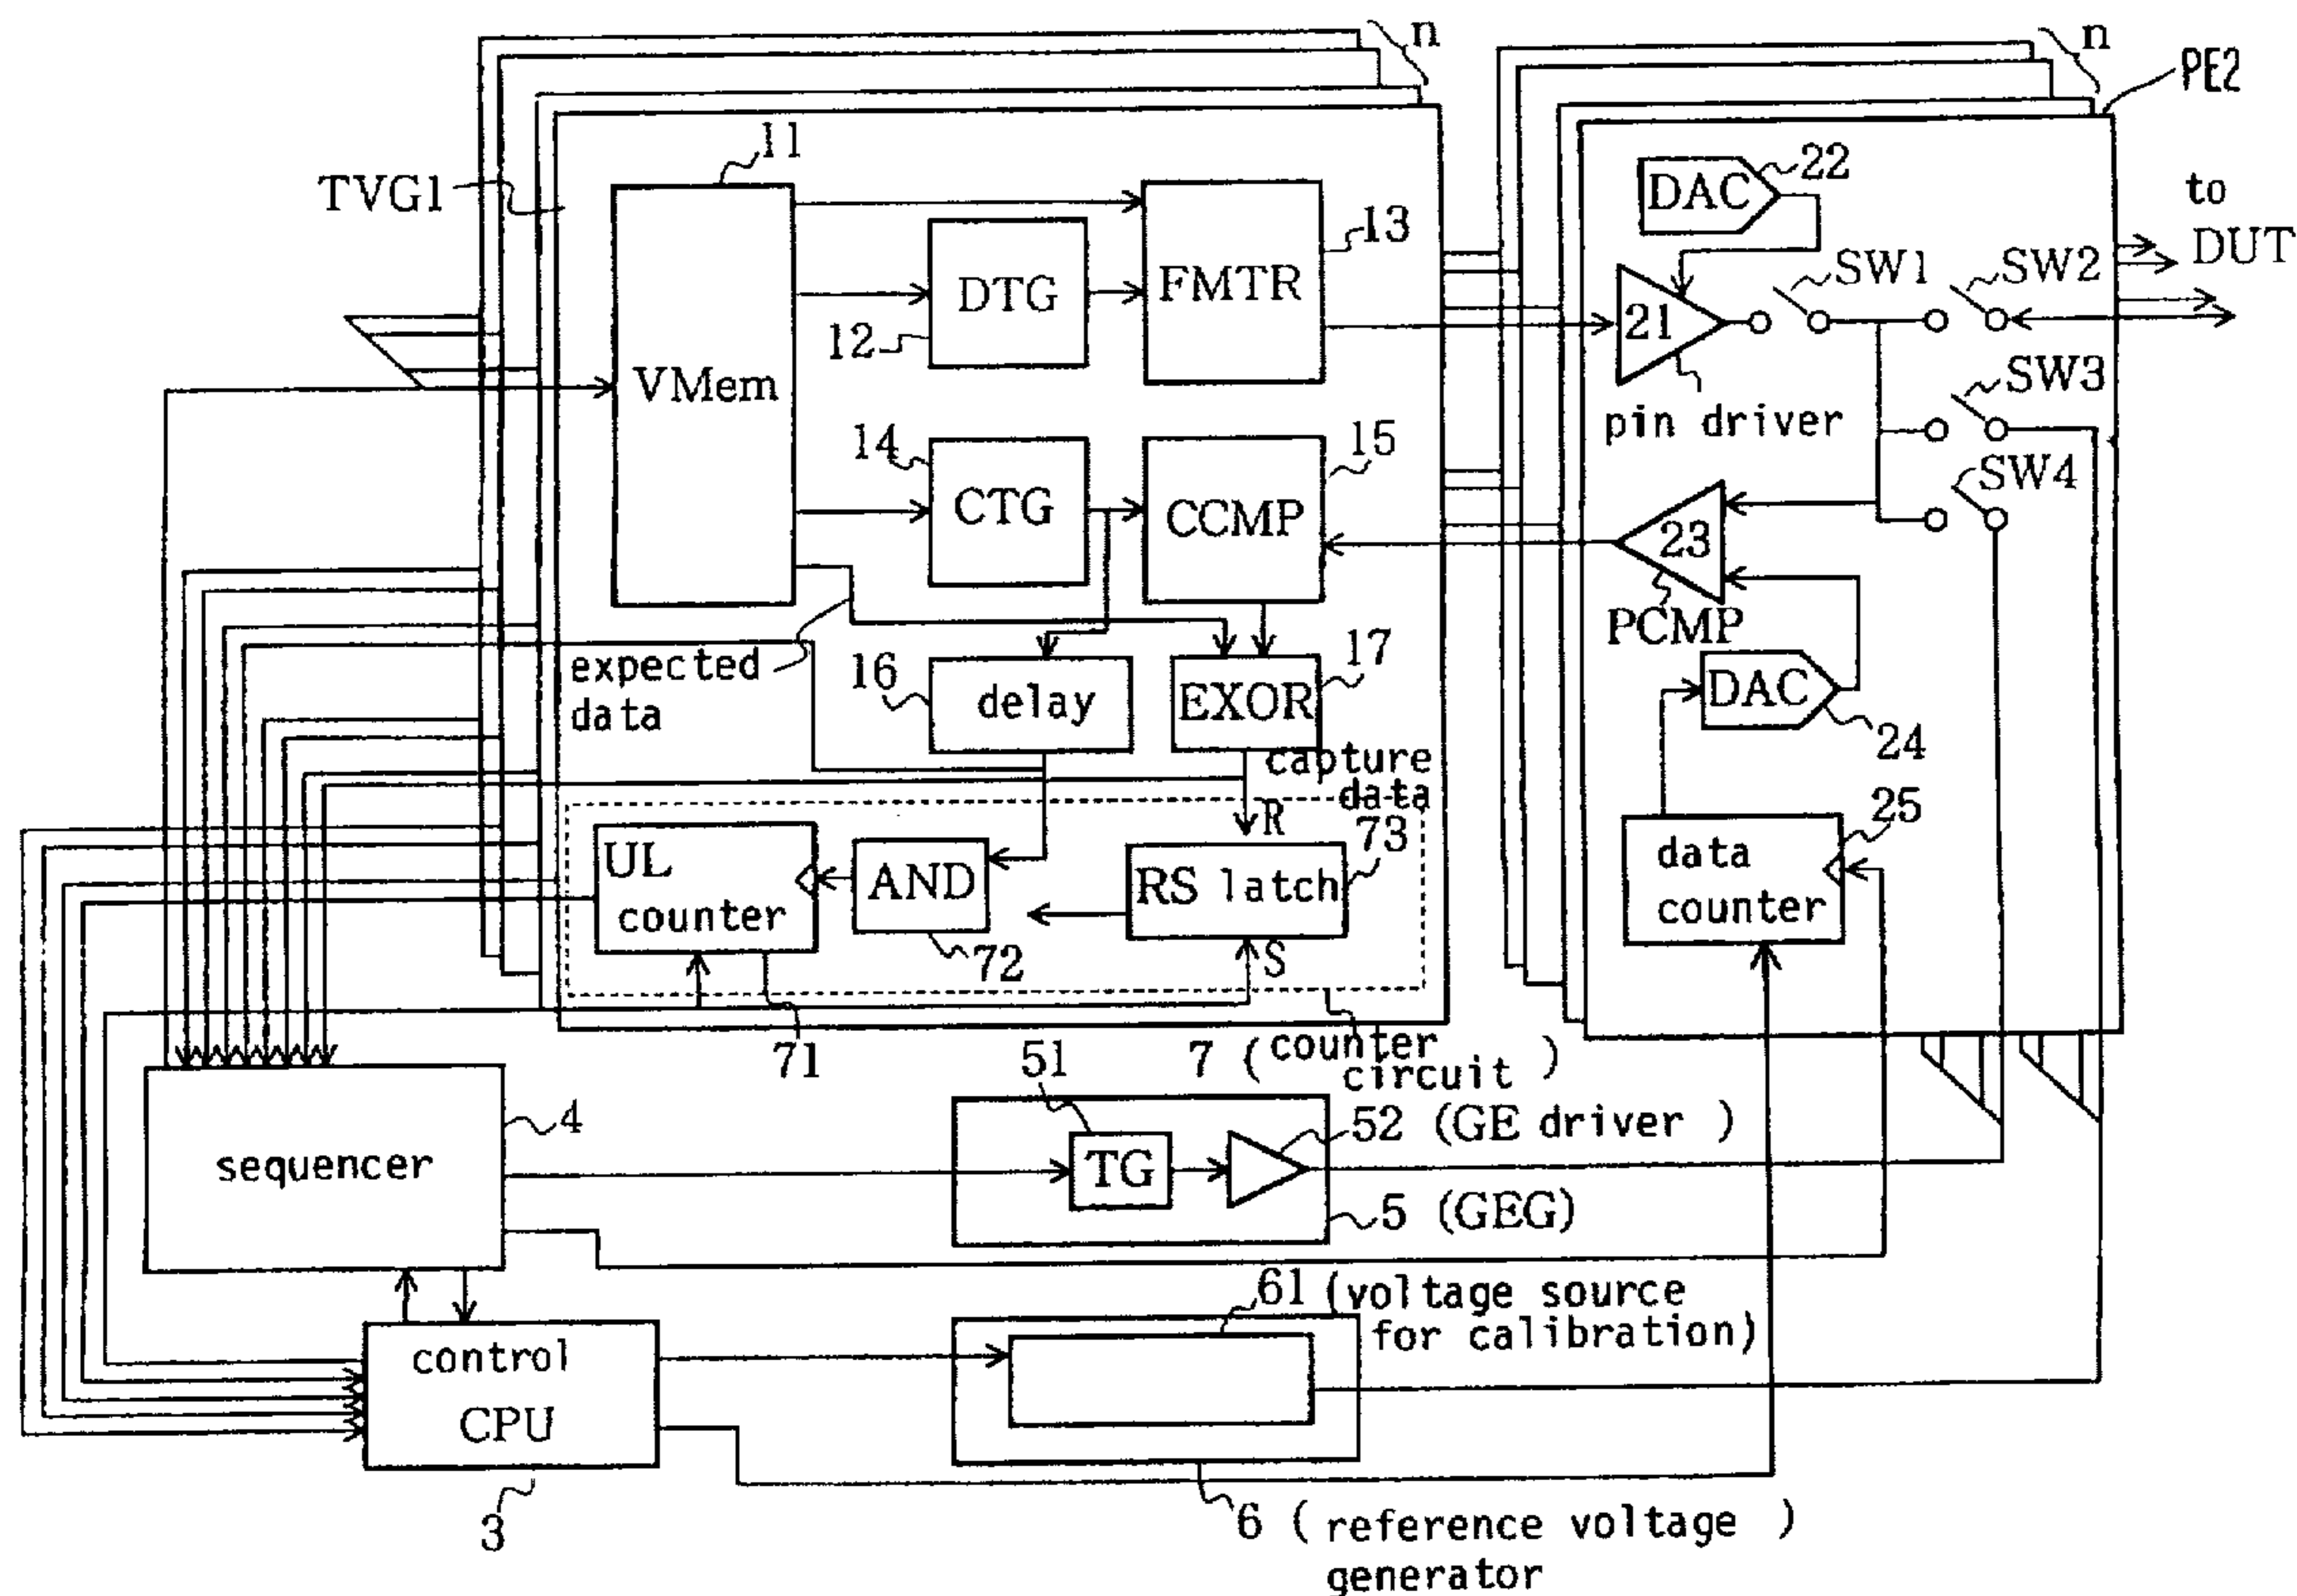 n
n
PE2
TVG1
11
VMem
DTG
12
FMTR
13
14
CTG
15
CCMP
expected
data
16
delay
17
EXOR
capture
data
R
73
RS latch
S
UL
counter
71
AND
72
7 ( counter
circuit )
DAC
22
21
pin driver
SW1
SW2
SW3
SW4
to
DUT
23
PCMP
DAC
24
25
data
counter
sequencer
4
51
TG
52 (GE driver )
5 (GEG)
61 (voltage source
for calibration)
control
CPU
3
6 ( reference voltage )
generator